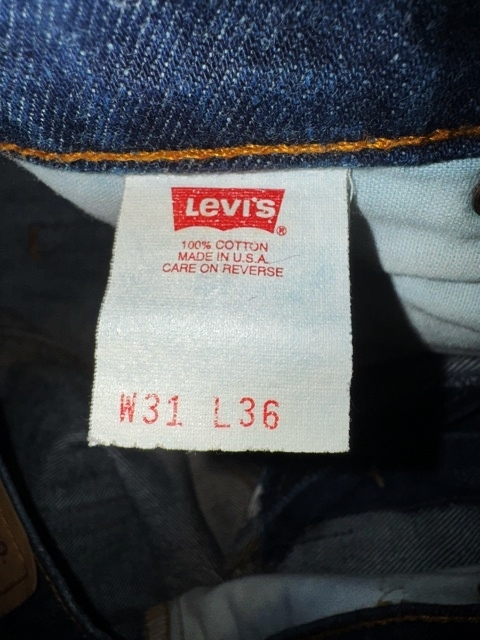 Levi's®
100% COTTON
MADE IN U.S.A.
CARE ON REVERSE
W31 L36